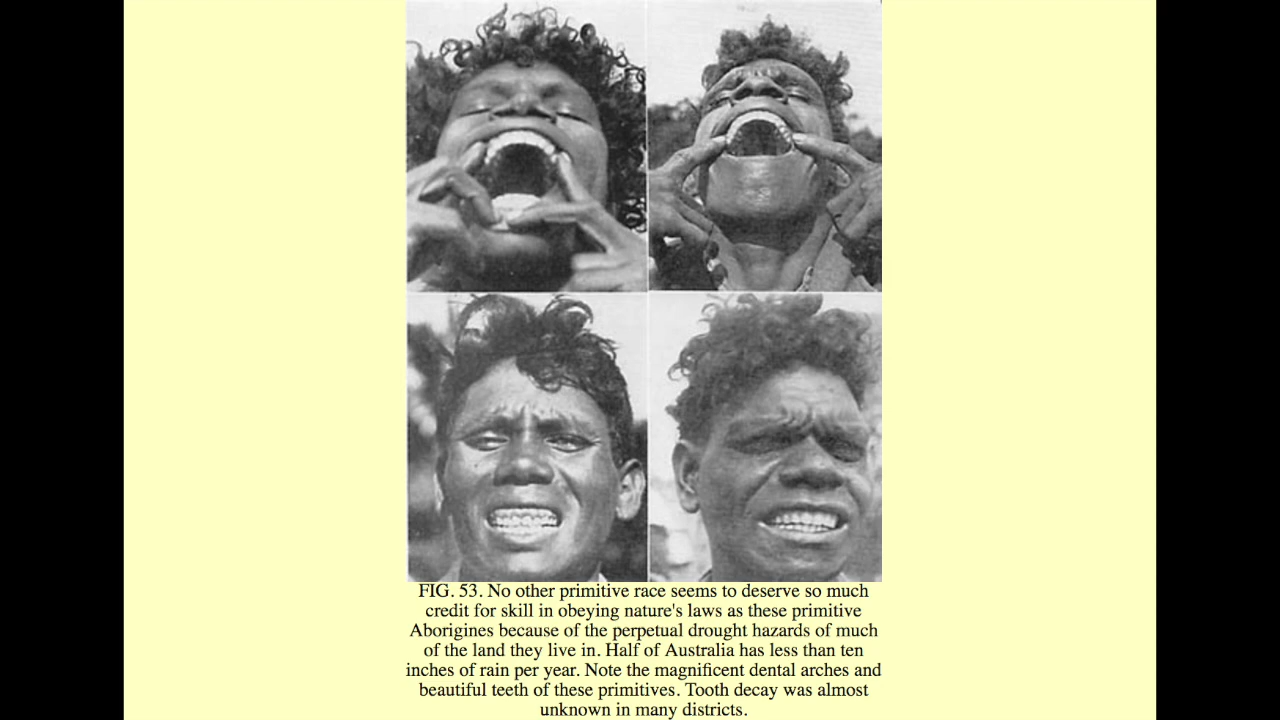 FIG. 53. No other primitive race seems to deserve so much
credit for skill in obeying nature's laws as these primitive
Aborigines because of the perpetual drought hazards of much
of the land they live in. Half of Australia has less than ten
inches of rain per year. Note the magnificent dental arches and
beautiful teeth of these primitives. Tooth decay was almost
unknown in many districts.